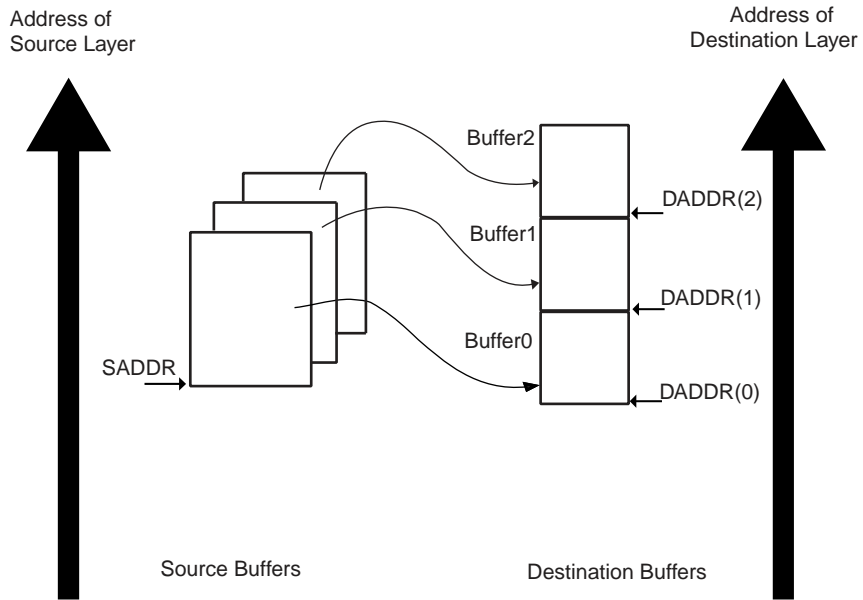 Address of
Source Layer
Address of
Destination Layer
Buffer2
DADDR(2)
Buffer1
DADDR(1)
Buffer0
SADDR
DADDR(0)
Source Buffers
Destination Buffers